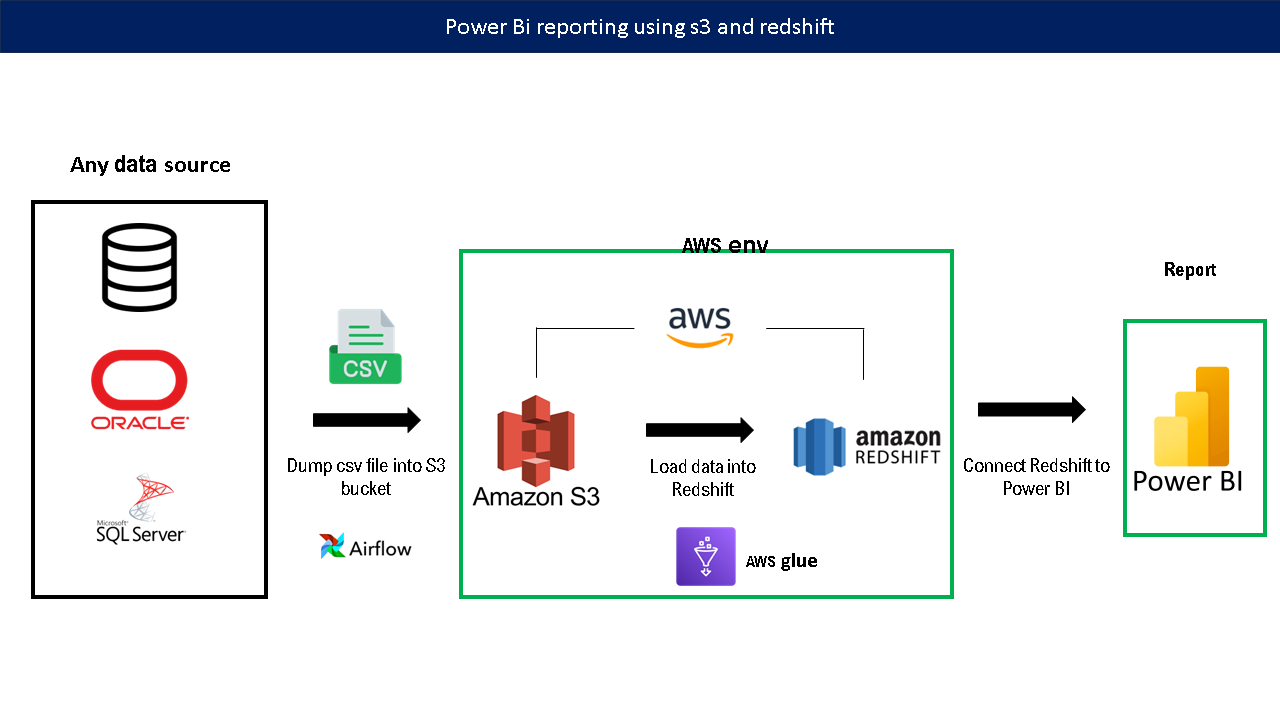 Power Bi reporting using s3 and redshift
Any data source
ORACLE
Microsoft
SQL Server
CSV
Dump csv file into S3
bucket
Airflow
AWS env
aws
Amazon S3
Load data into
Redshift
AWS glue
amazon
REDSHIFT
Connect Redshift to
Power BI
Report
Power BI